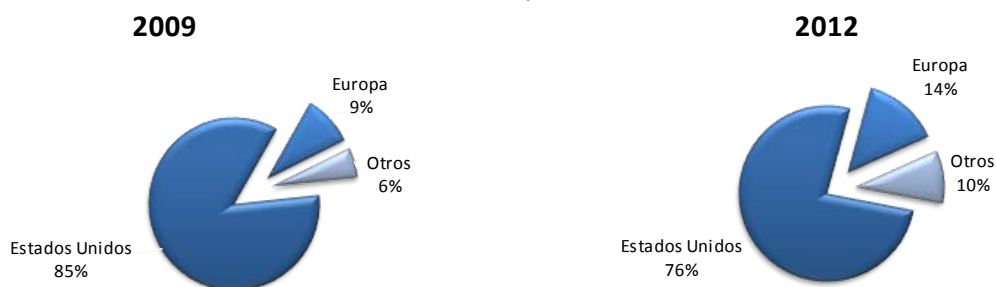 2009
Europa
9%
Otros
6%
Estados Unidos
85%
2012
Europa
14%
Otros
10%
Estados Unidos
76%